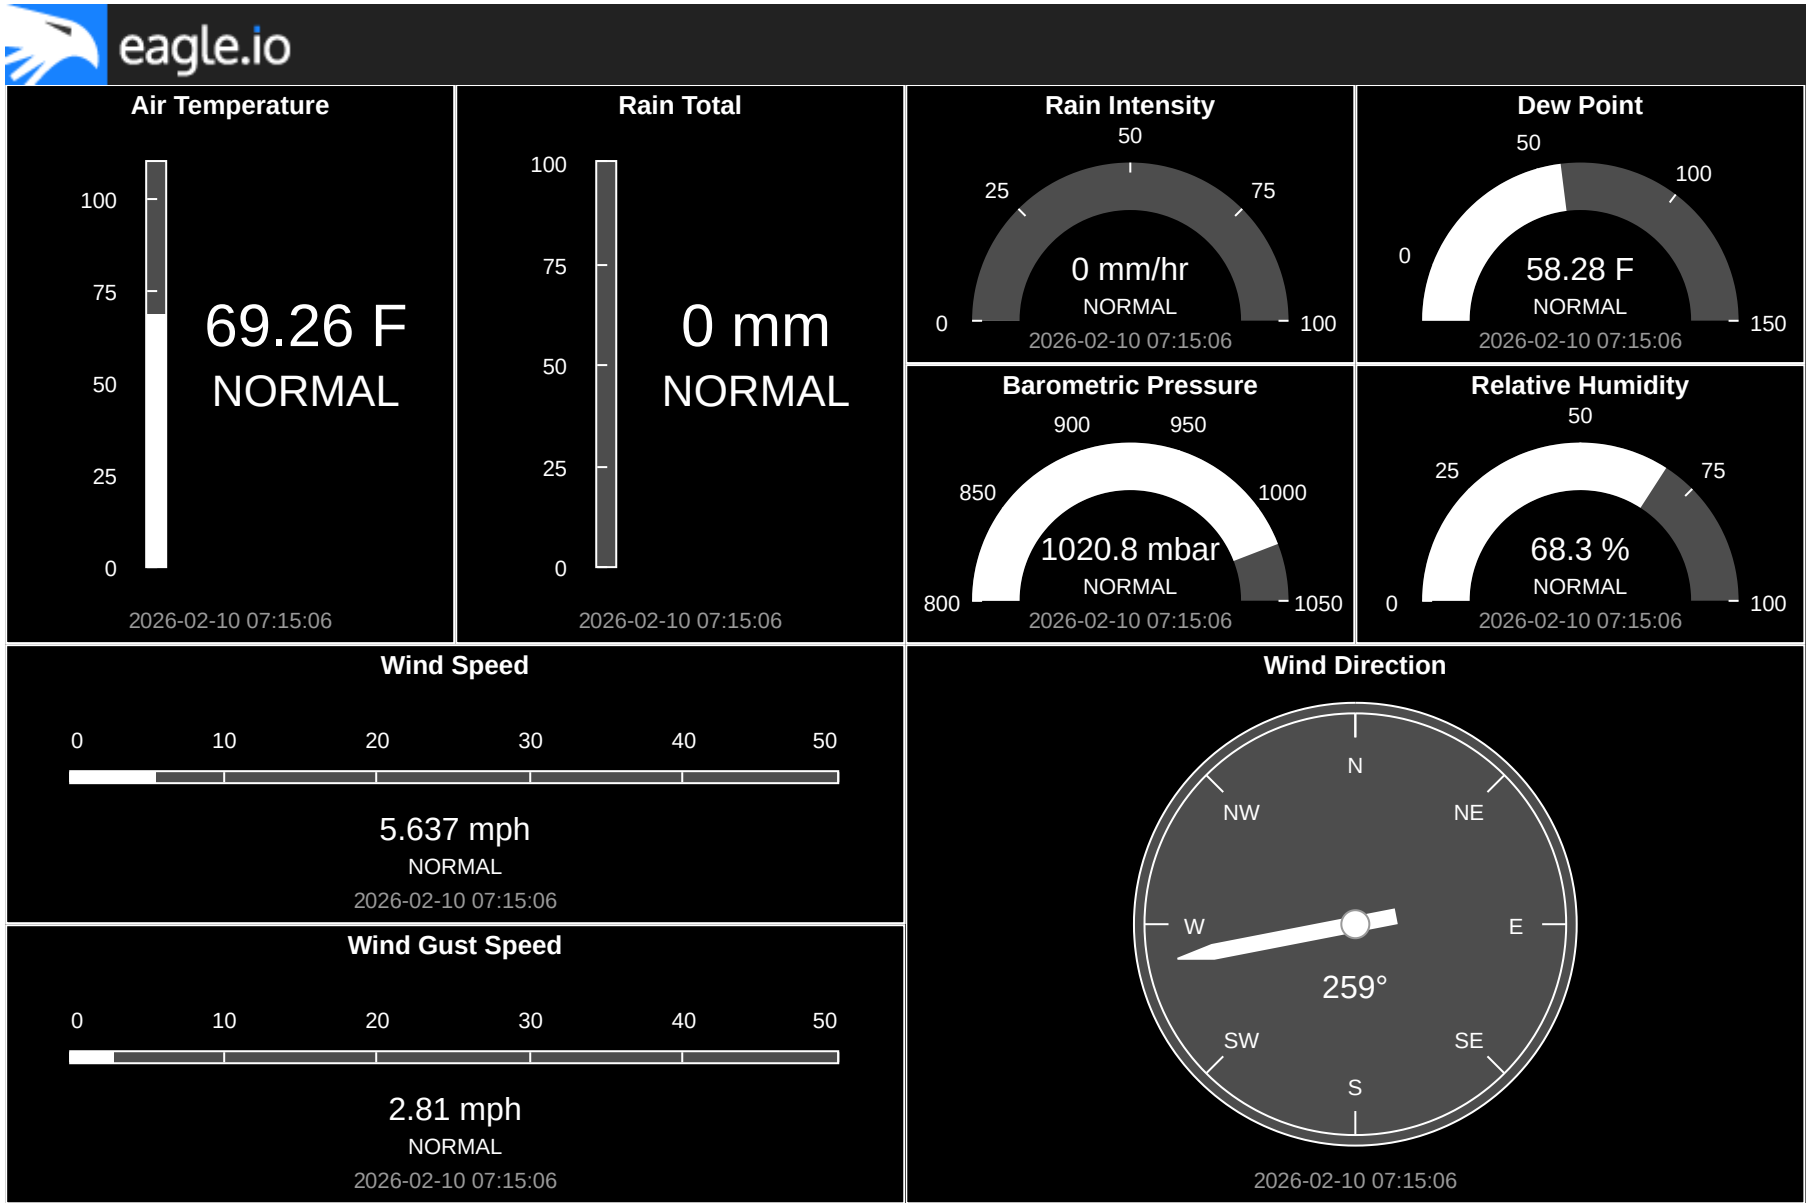 eagle.io
Air Temperature
100
75
50
25
0
69.26 F
NORMAL
2026-02-10 07:15:06
Rain Total
100
75
50
25
0
0 mm
NORMAL
2026-02-10 07:15:06
Rain Intensity
0
25
50
75
100
0 mm/hr
NORMAL
2026-02-10 07:15:06
Dew Point
0
50
100
150
58.28 F
NORMAL
2026-02-10 07:15:06
Barometric Pressure
800
850
900
950
1000
1050
1020.8 mbar
NORMAL
2026-02-10 07:15:06
Relative Humidity
0
25
50
75
100
68.3 %
NORMAL
2026-02-10 07:15:06
Wind Speed
0 10 20 30 40 50
5.637 mph
NORMAL
2026-02-10 07:15:06
Wind Gust Speed
0 10 20 30 40 50
2.81 mph
NORMAL
2026-02-10 07:15:06
Wind Direction
N
NW NE
W E
259°
SW SE
S
2026-02-10 07:15:06